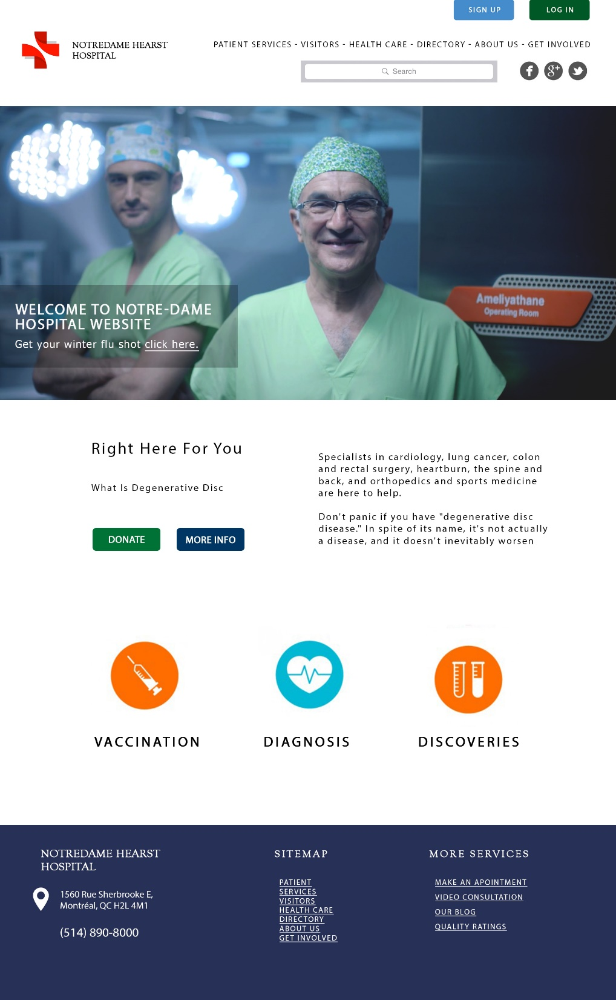 SIGN UP
LOG IN
NOTREDAME HEARST
HOSPITAL
PATIENT SERVICES - VISITORS - HEALTH CARE - DIRECTORY - ABOUT US - GET INVOLVED
Search
f
g+
Ameliyathane
Operating Room
WELCOME TO NOTRE-DAME
HOSPITAL WEBSITE
Get your winter flu shot click here.
Right Here For You
What Is Degenerative Disc
DONATE
MORE INFO
Specialists in cardiology, lung cancer, colon
and rectal surgery, heartburn, the spine and
back, and orthopedics and sports medicine
are here to help.
Don't panic if you have "degenerative disc
disease." In spite of its name, it's not actually
a disease, and it doesn't inevitably worsen
VACCINATION
DIAGNOSIS
DISCOVERIES
NOTREDAME HEARST
HOSPITAL
1560 Rue Sherbrooke E,
Montréal, QC H2L 4M1
(514) 890-8000
SITEMAP
PATIENT
SERVICES
VISITORS
HEALTH CARE
DIRECTORY
ABOUT US
GET INVOLVED
MORE SERVICES
MAKE AN APOINTMENT
VIDEO CONSULTATION
OUR BLOG
QUALITY RATINGS